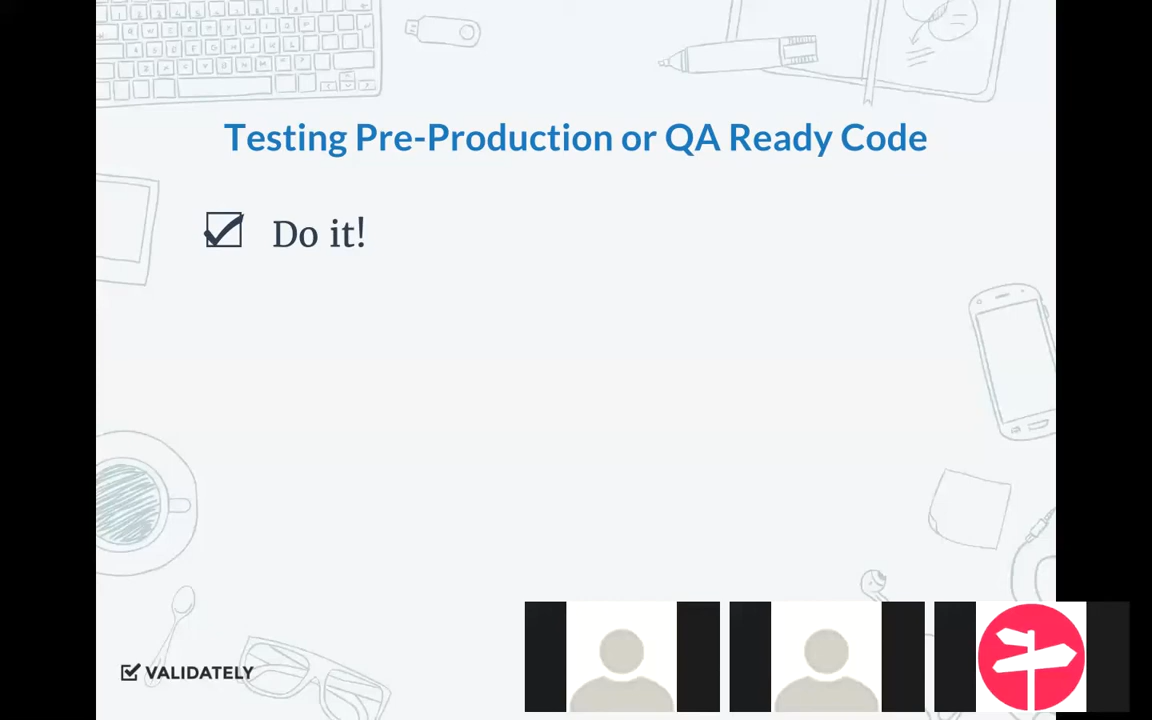 Testing Pre-Production or QA Ready Code
Do it!
VALIDATELY